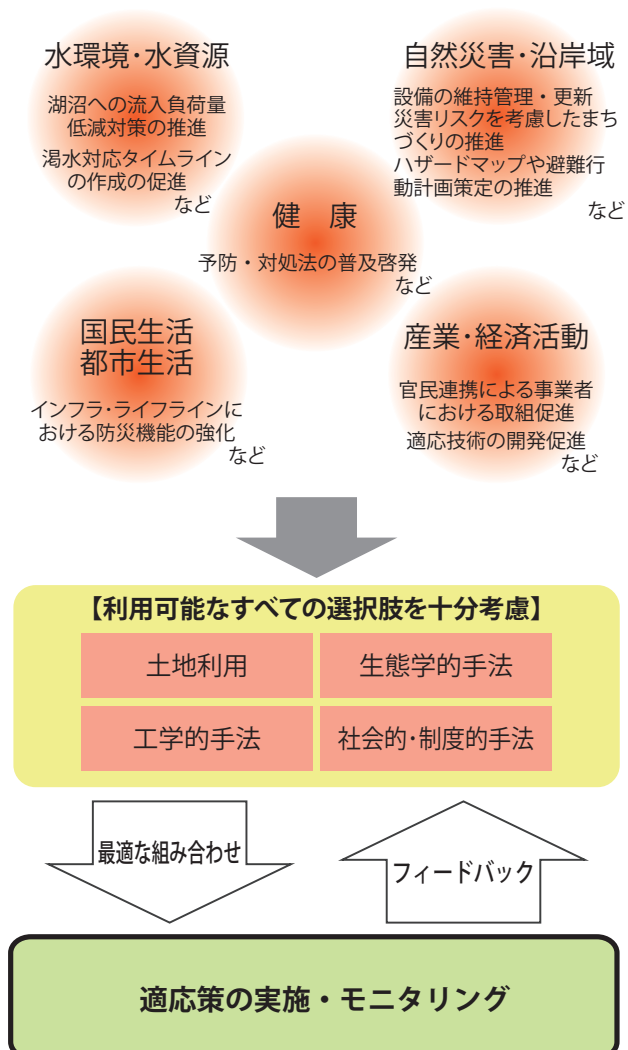 水環境・水資源
湖沼への流入負荷量
低減対策の推進
渇水対応タイムライン
の作成の促進
など
自然災害・沿岸域
設備の維持管理・更新
災害リスクを考慮したまち
づくりの推進
ハザードマップや避難行
動計画策定の推進
など
健　康
予防・対処法の普及啓発
など
国民生活
都市生活
インフラ・ライフラインに
おける防災機能の強化
など
産業・経済活動
官民連携による事業者
における取組促進
適応技術の開発促進
など
【利用可能なすべての選択肢を十分考慮】
土地利用
生態学的手法
工学的手法
社会的・制度的手法
最適な組み合わせ
フィードバック
適応策の実施・モニタリング